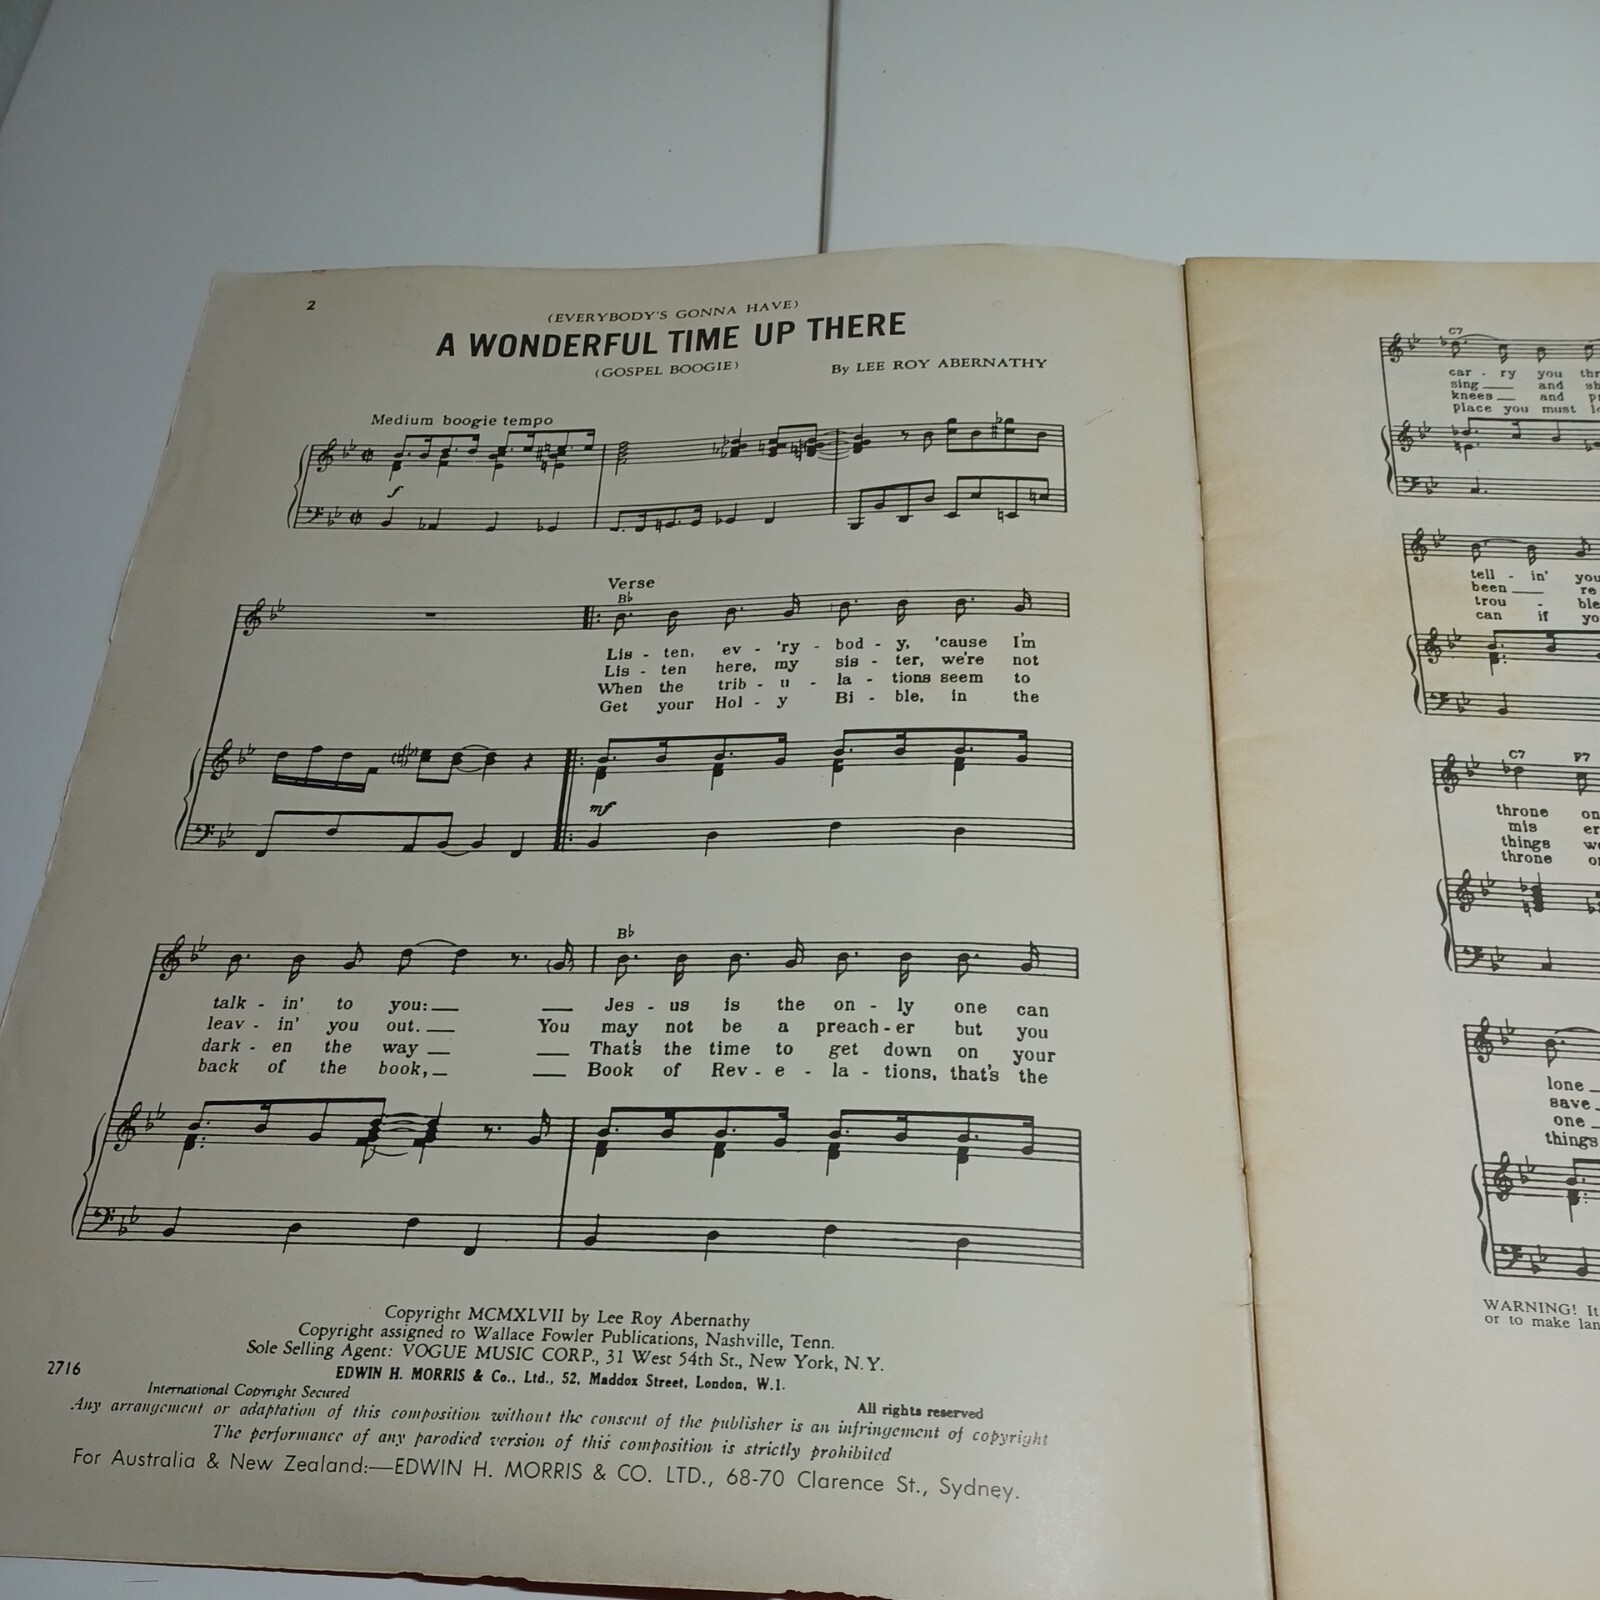 2
(EVERYBODY'S GONNA HAVE)
A WONDERFUL TIME UP THERE
(GOSPEL BOOGIE)
By LEE ROY ABERNATHY
Medium boogie tempo
f
Verse
B♭
Lis - ten, ev - 'ry - bod - y, 'cause I'm
Lis - ten here, my sis - ter, we're not
When the trib - u - la - tions seem to
Get your Hol - y Bi - ble, in the
mf
B♭
talk - in' to you: Jes - us is the on - ly one can
leav - in' you out. You may not be a preach - er but you
dark - en the way That's the time to get down on your
back of the book, Book of Rev - e - la - tions, that's the
Copyright MCMXLVII by Lee Roy Abernathy
Copyright assigned to Wallace Fowler Publications, Nashville, Tenn.
Sole Selling Agent: VOGUE MUSIC CORP., 31 West 54th St., New York, N.Y.
2716
EDWIN H. MORRIS & Co., Ltd., 52, Maddox Street, London, W.1.
International Copyright Secured
All rights reserved
Any arrangement or adaptation of this composition without the consent of the publisher is an infringement of copyright
The performance of any parodied version of this composition is strictly prohibited
For Australia & New Zealand:—EDWIN H. MORRIS & CO. LTD., 68-70 Clarence St., Sydney.
C7
car - ry you
sing and
knees and
place you must
tell - in' you
been
trou -
can if
C7 F7
throne on
mis
things
throne
lone
save
one
things
WARNING!
or to make